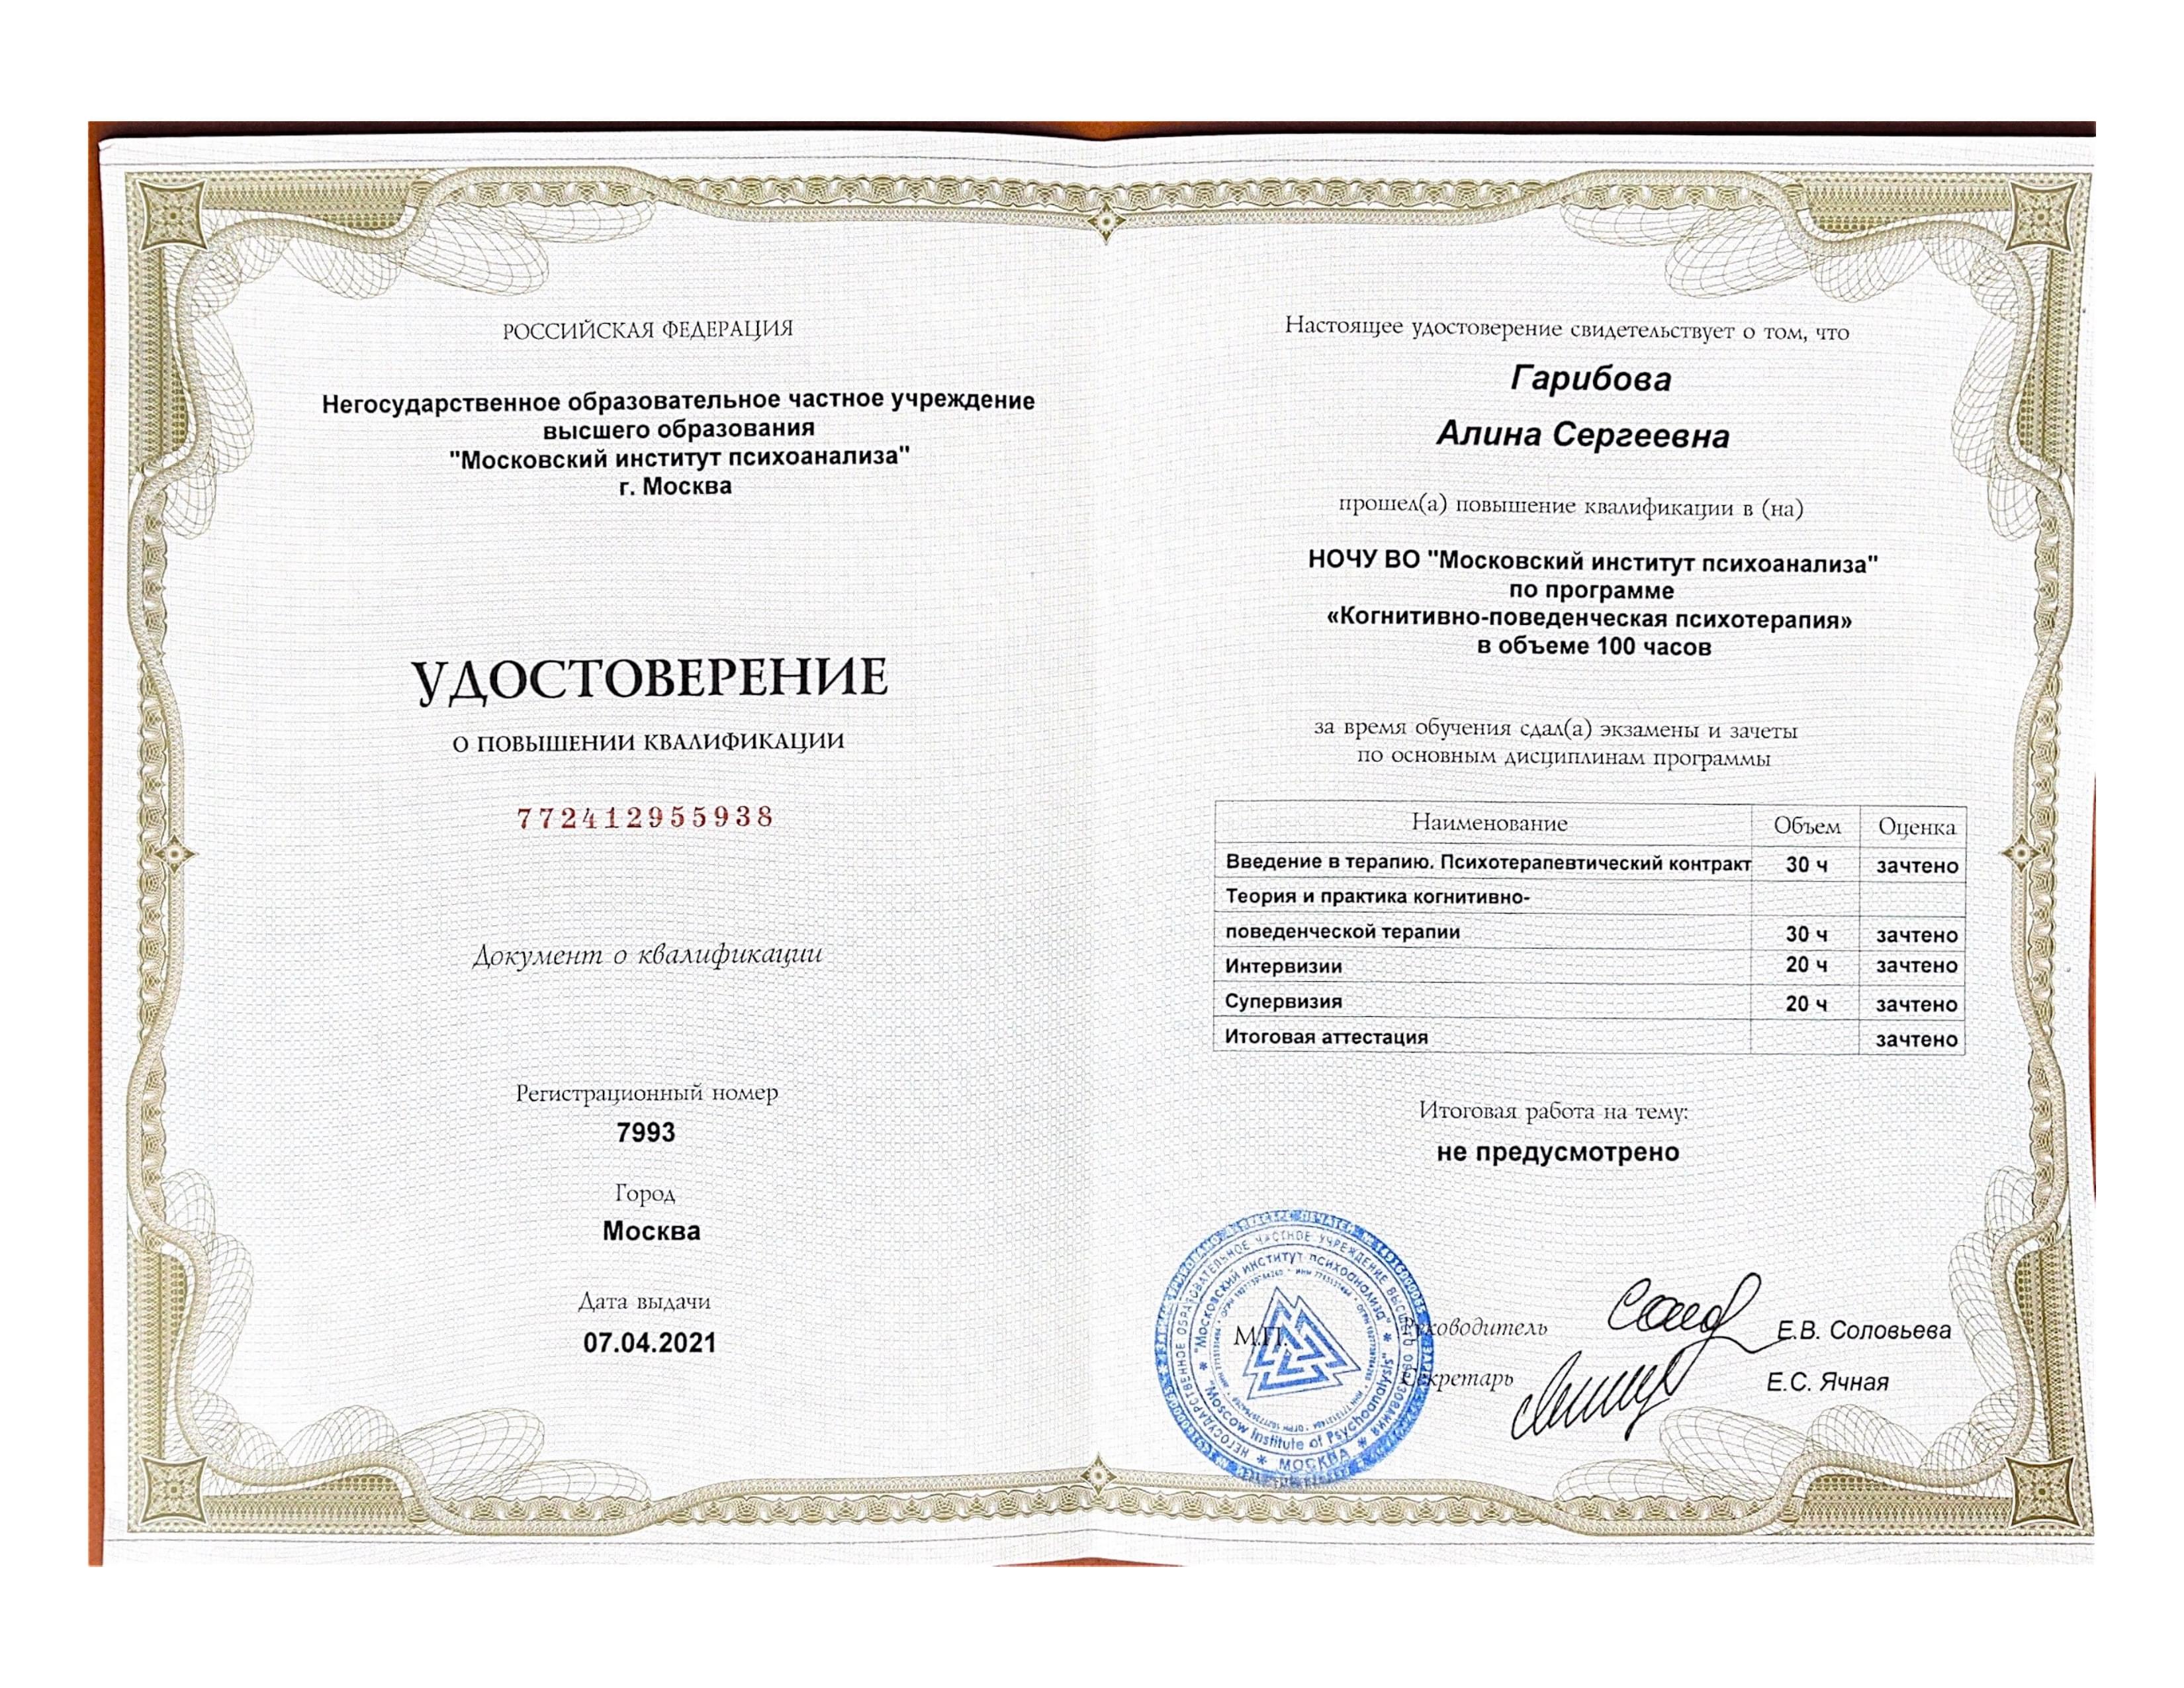 РОССИЙСКАЯ ФЕДЕРАЦИЯ
Негосударственное образовательное частное учреждение
высшего образования
"Московский институт психоанализа"
г. Москва
УДОСТОВЕРЕНИЕ
О ПОВЫШЕНИИ КВАЛИФИКАЦИИ
772412955938
Документ о квалификации
Регистрационный номер
7993
Город
Москва
Дата выдачи
07.04.2021
Настоящее удостоверение свидетельствует о том, что
Гарибова
Алина Сергеевна
прошел(а) повышение квалификации в (на)
НОЧУ ВО "Московский институт психоанализа"
по программе
«Когнитивно-поведенческая психотерапия»
в объеме 100 часов
за время обучения сдал(а) экзамены и зачеты
по основным дисциплинам программы
Наименование Объем Оценка
Введение в терапию. Психотерапевтический контракт 30 ч зачтено
Теория и практика когнитивно-
поведенческой терапии 30 ч зачтено
Интервизии 20 ч зачтено
Супервизия 20 ч зачтено
Итоговая аттестация зачтено
Итоговая работа на тему:
не предусмотрено
М.П.
Руководитель Е.В. Соловьева
Секретарь Е.С. Ячная
НЕГОСУДАРСТВЕННОЕ ОБРАЗОВАТЕЛЬНОЕ ЧАСТНОЕ УЧРЕЖДЕНИЕ ВЫСШЕГО ОБРАЗОВАНИЯ
"Московский институт психоанализа"
"Moscow Institute of Psychoanalysis"
МОСКВА